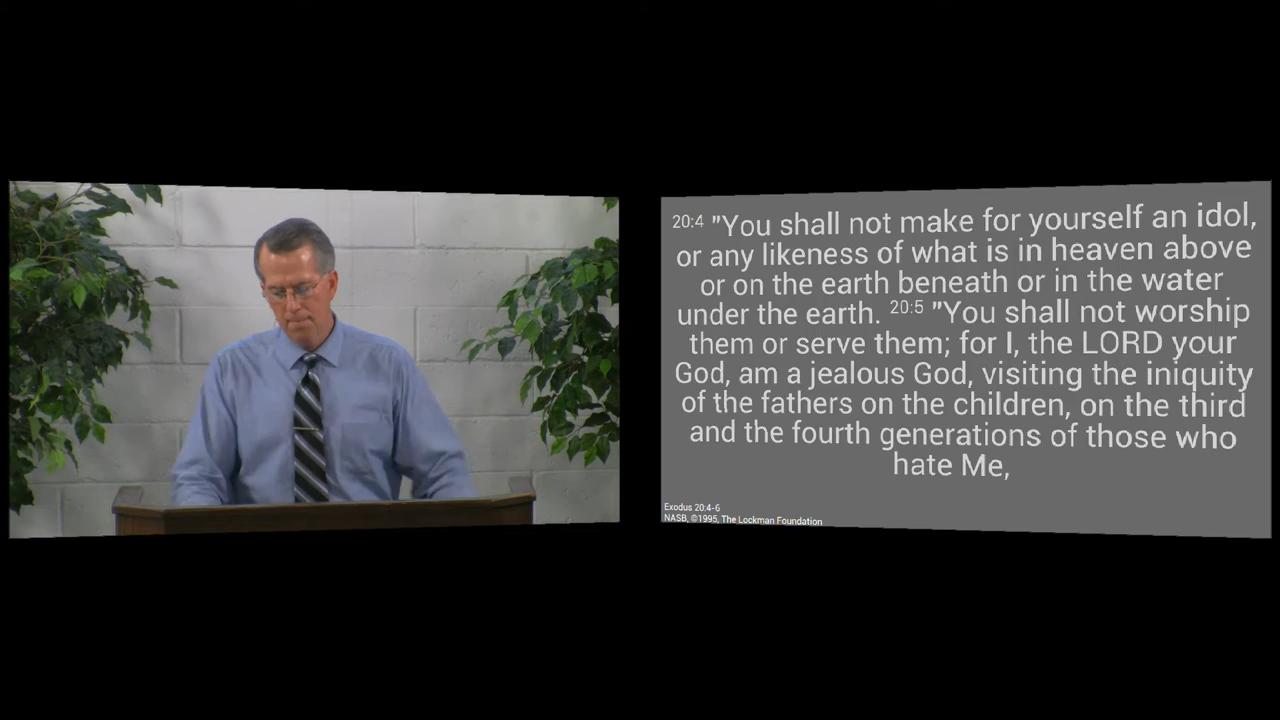 20:4 "You shall not make for yourself an idol,
or any likeness of what is in heaven above
or on the earth beneath or in the water
under the earth. 20:5 "You shall not worship
them or serve them; for I, the LORD your
God, am a jealous God, visiting the iniquity
of the fathers on the children, on the third
and the fourth generations of those who
hate Me,
Exodus 20:4-6
NASB, ©1995, The Lockman Foundation